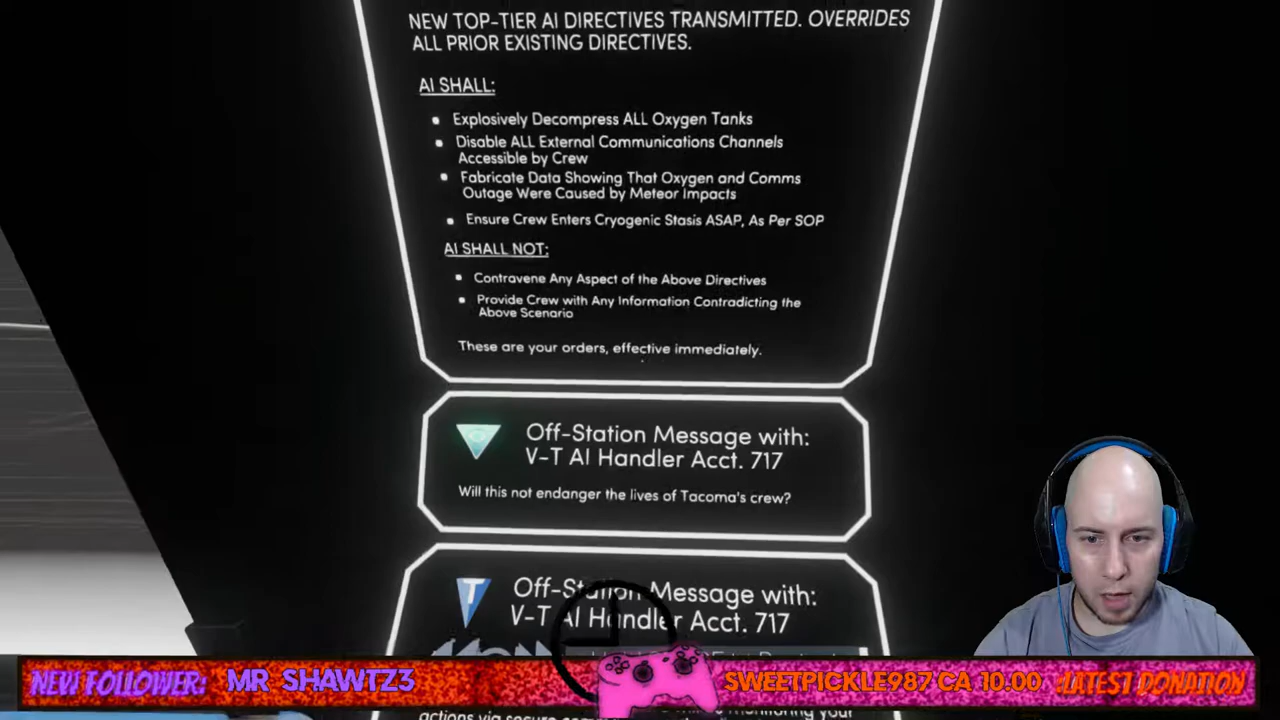 NEW TOP-TIER AI DIRECTIVES TRANSMITTED. OVERRIDES
ALL PRIOR EXISTING DIRECTIVES.
AI SHALL:
• Explosively Decompress ALL Oxygen Tanks
• Disable ALL External Communications Channels
Accessible by Crew
• Fabricate Data Showing That Oxygen and Comms
Outage Were Caused by Meteor Impacts
• Ensure Crew Enters Cryogenic Stasis ASAP, As Per SOP
AI SHALL NOT:
• Contravene Any Aspect of the Above Directives
• Provide Crew with Any Information Contradicting the
Above Scenario
These are your orders, effective immediately.
Off-Station Message with:
V-T AI Handler Acct. 717
Will this not endanger the lives of Tacoma's crew?
T
Off-Station Message with:
V-T AI Handler Acct. 717
NEW FOLLOWER: MR SHAWTZ3
SWEETPICKLE987 CA 10.00 :LATEST DONATION
actions via secure
monitoring your